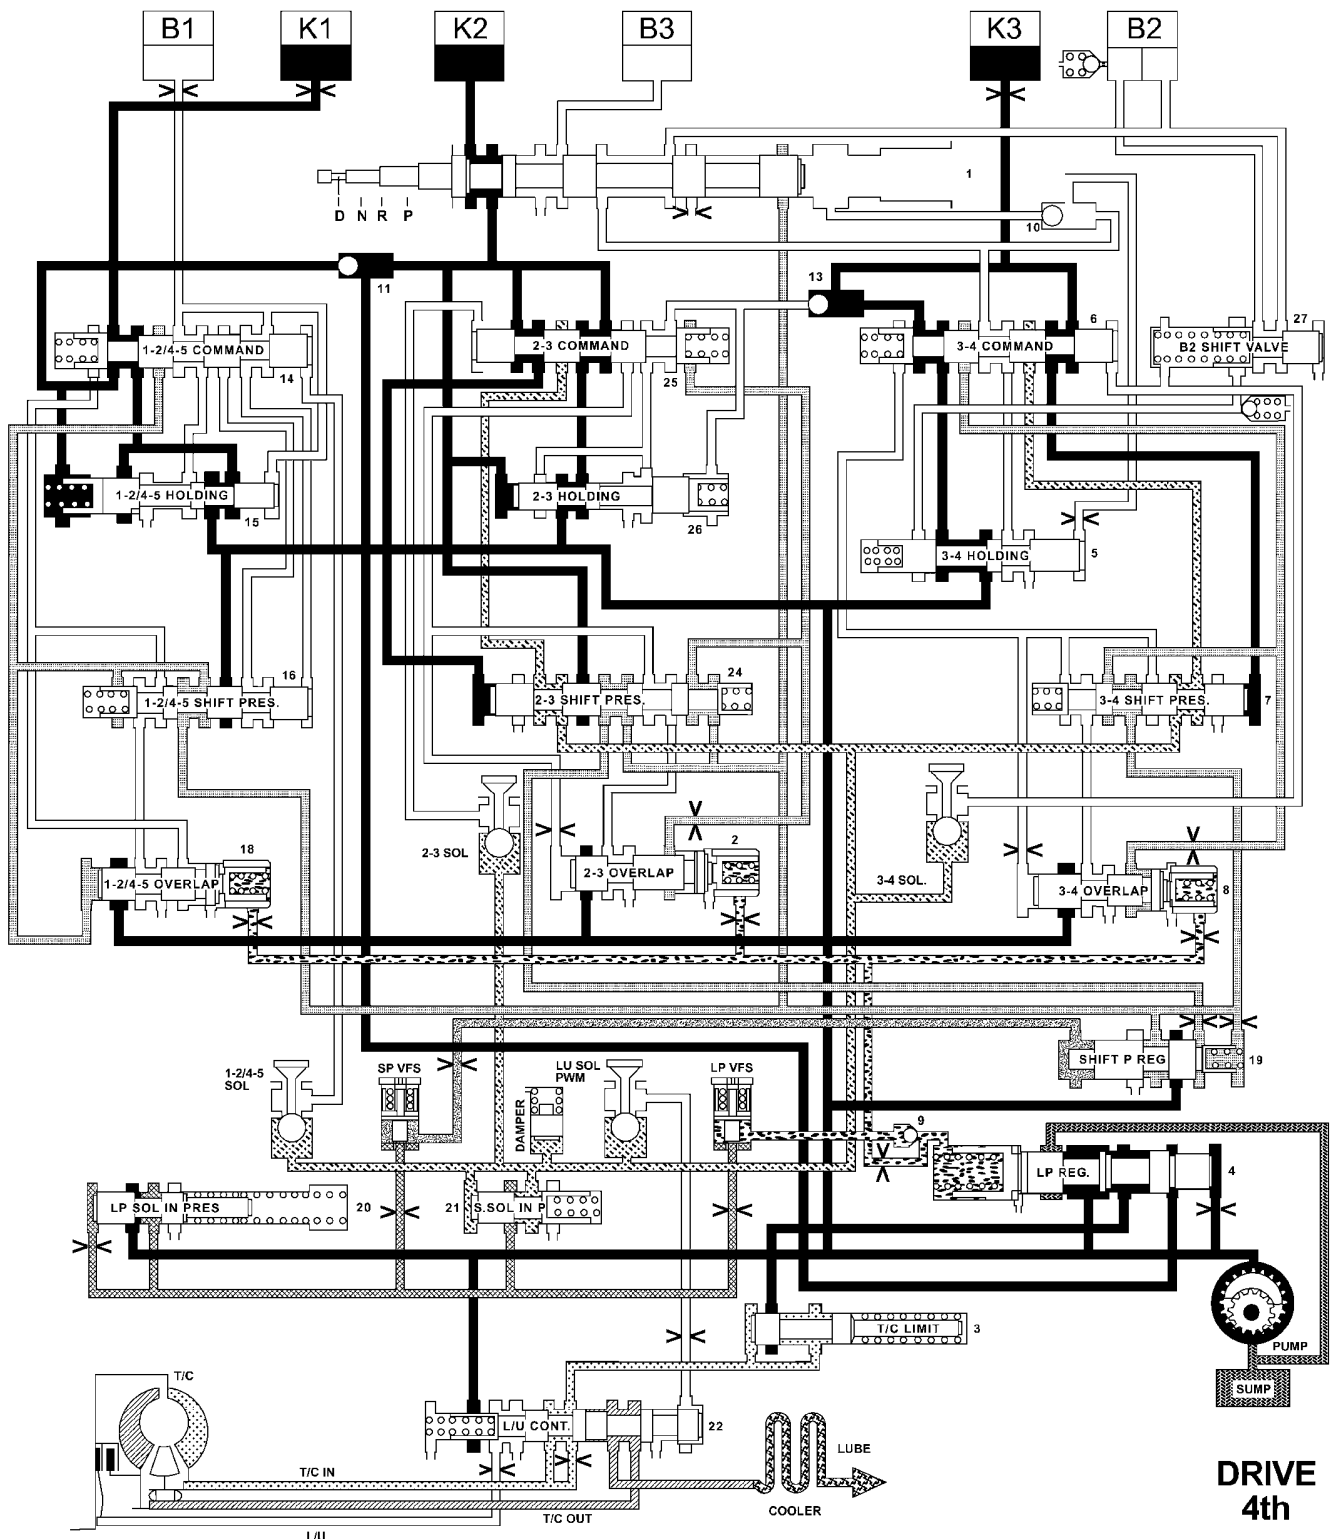 B1
K1
K2
B3
K3
B2
1
D N R P
10
11
13
6
27
1-2/4-5 COMMAND
2-3 COMMAND
3-4 COMMAND
B2 SHIFT VALVE
14
25
1-2/4-5 HOLDING
2-3 HOLDING
15
26
3-4 HOLDING
5
16
24
1-2/4-5 SHIFT PRES.
2-3 SHIFT PRES.
3-4 SHIFT PRES.
7
18
2-3 SOL
2
3-4 SOL.
1-2/4-5 OVERLAP
2-3 OVERLAP
3-4 OVERLAP
8
SHIFT P REG
19
1-2/4-5
SOL
SP VFS
DAMPER
LU SOL
PWM
LP VFS
9
LP REG.
4
LP SOL IN PRES
20
21
S.SOL IN P
T/C LIMIT
3
PUMP
SUMP
T/C
L/U CONT.
22
LUBE
T/C IN
COOLER
T/C OUT
L/U
DRIVE
4th